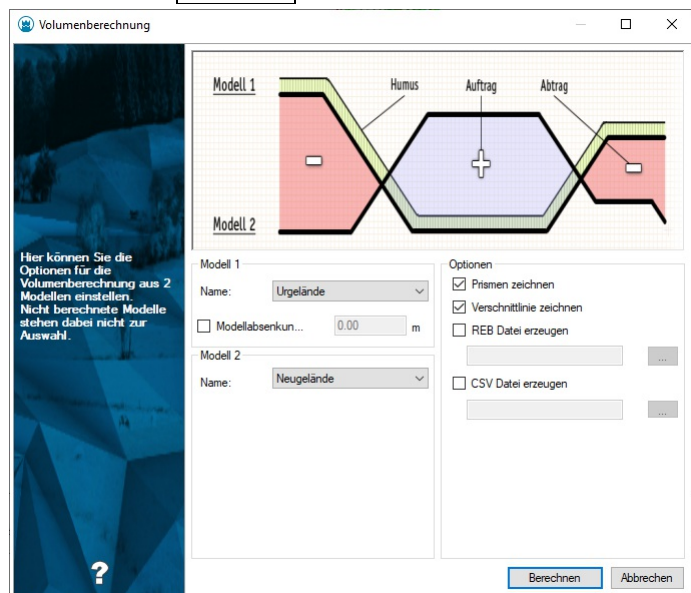 Volumenberechnung
Modell 1
Humus
Auftrag
Abtrag
Modell 2
Hier können Sie die
Optionen für die
Volumenberechnung aus 2
Modellen einstellen.
Nicht berechnete Modelle
stehen dabei nicht zur
Auswahl.
?
Modell 1
Name:
Urgelände
Modellabsenkun...
0.00
m
Modell 2
Name:
Neugelände
Optionen
Prismen zeichnen
Verschnittlinie zeichnen
REB Datei erzeugen
...
CSV Datei erzeugen
...
Berechnen
Abbrechen